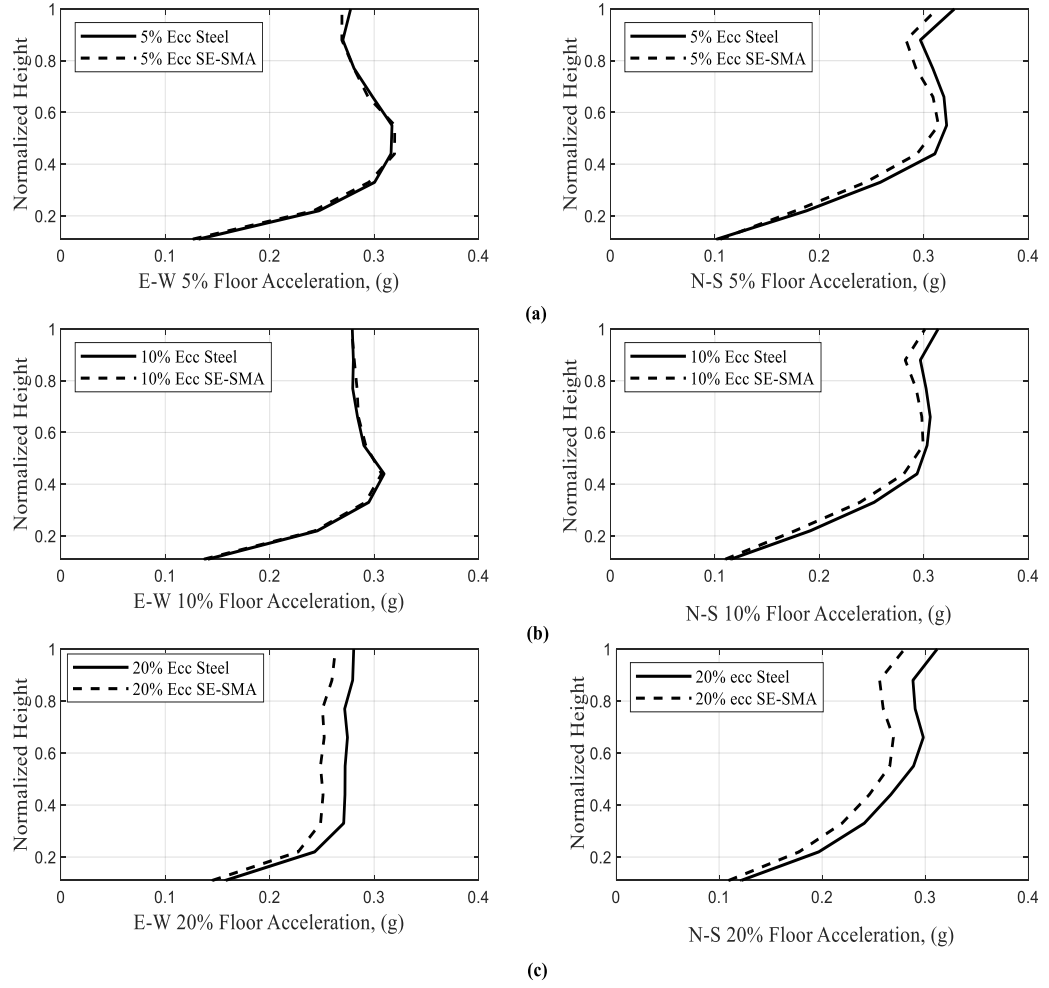 1
0.8
0.6
0.4
0.2
Normalized Height
5% Ecc Steel
5% Ecc SE-SMA
0 0.1 0.2 0.3 0.4
E-W 5% Floor Acceleration, (g)
1
0.8
0.6
0.4
0.2
Normalized Height
5% Ecc Steel
5% Ecc SE-SMA
0 0.1 0.2 0.3 0.4
N-S 5% Floor Acceleration, (g)
(a)
1
0.8
0.6
0.4
0.2
Normalized Height
10% Ecc Steel
10% Ecc SE-SMA
0 0.1 0.2 0.3 0.4
E-W 10% Floor Acceleration, (g)
1
0.8
0.6
0.4
0.2
Normalized Height
10% Ecc Steel
10% Ecc SE-SMA
0 0.1 0.2 0.3 0.4
N-S 10% Floor Acceleration, (g)
(b)
1
0.8
0.6
0.4
0.2
Normalized Height
20% Ecc Steel
20% Ecc SE-SMA
0 0.1 0.2 0.3 0.4
E-W 20% Floor Acceleration, (g)
1
0.8
0.6
0.4
0.2
Normalized Height
20% ecc Steel
20% ecc SE-SMA
0 0.1 0.2 0.3 0.4
N-S 20% Floor Acceleration, (g)
(c)